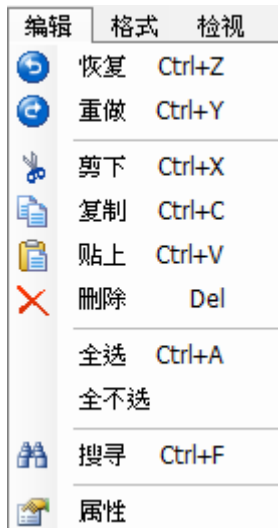 编辑 格式 检视
恢复 Ctrl+Z
重做 Ctrl+Y
剪下 Ctrl+X
复制 Ctrl+C
贴上 Ctrl+V
删除 Del
全选 Ctrl+A
全不选
搜寻 Ctrl+F
属性